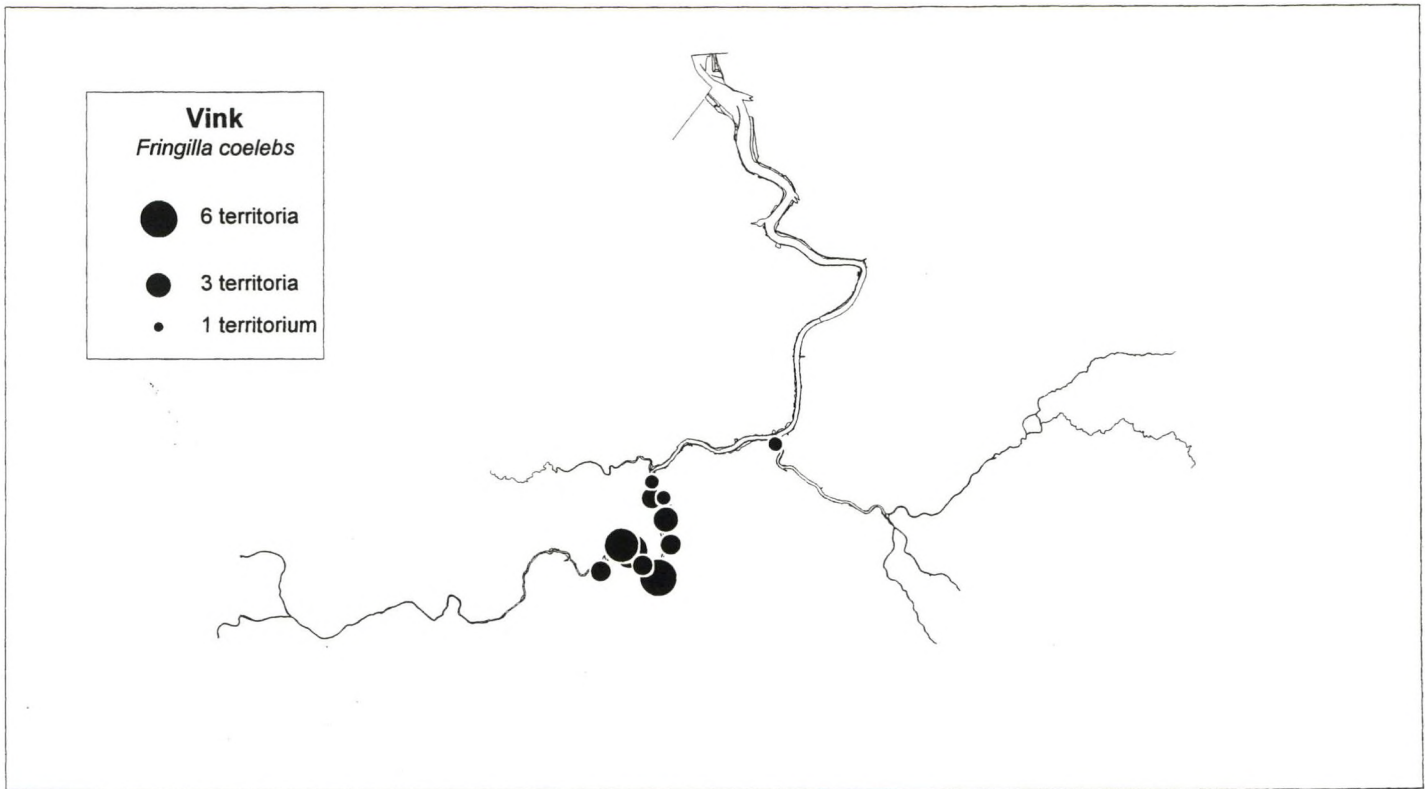 Vink
Fringilla coelebs
6 territoria
3 territoria
1 territorium